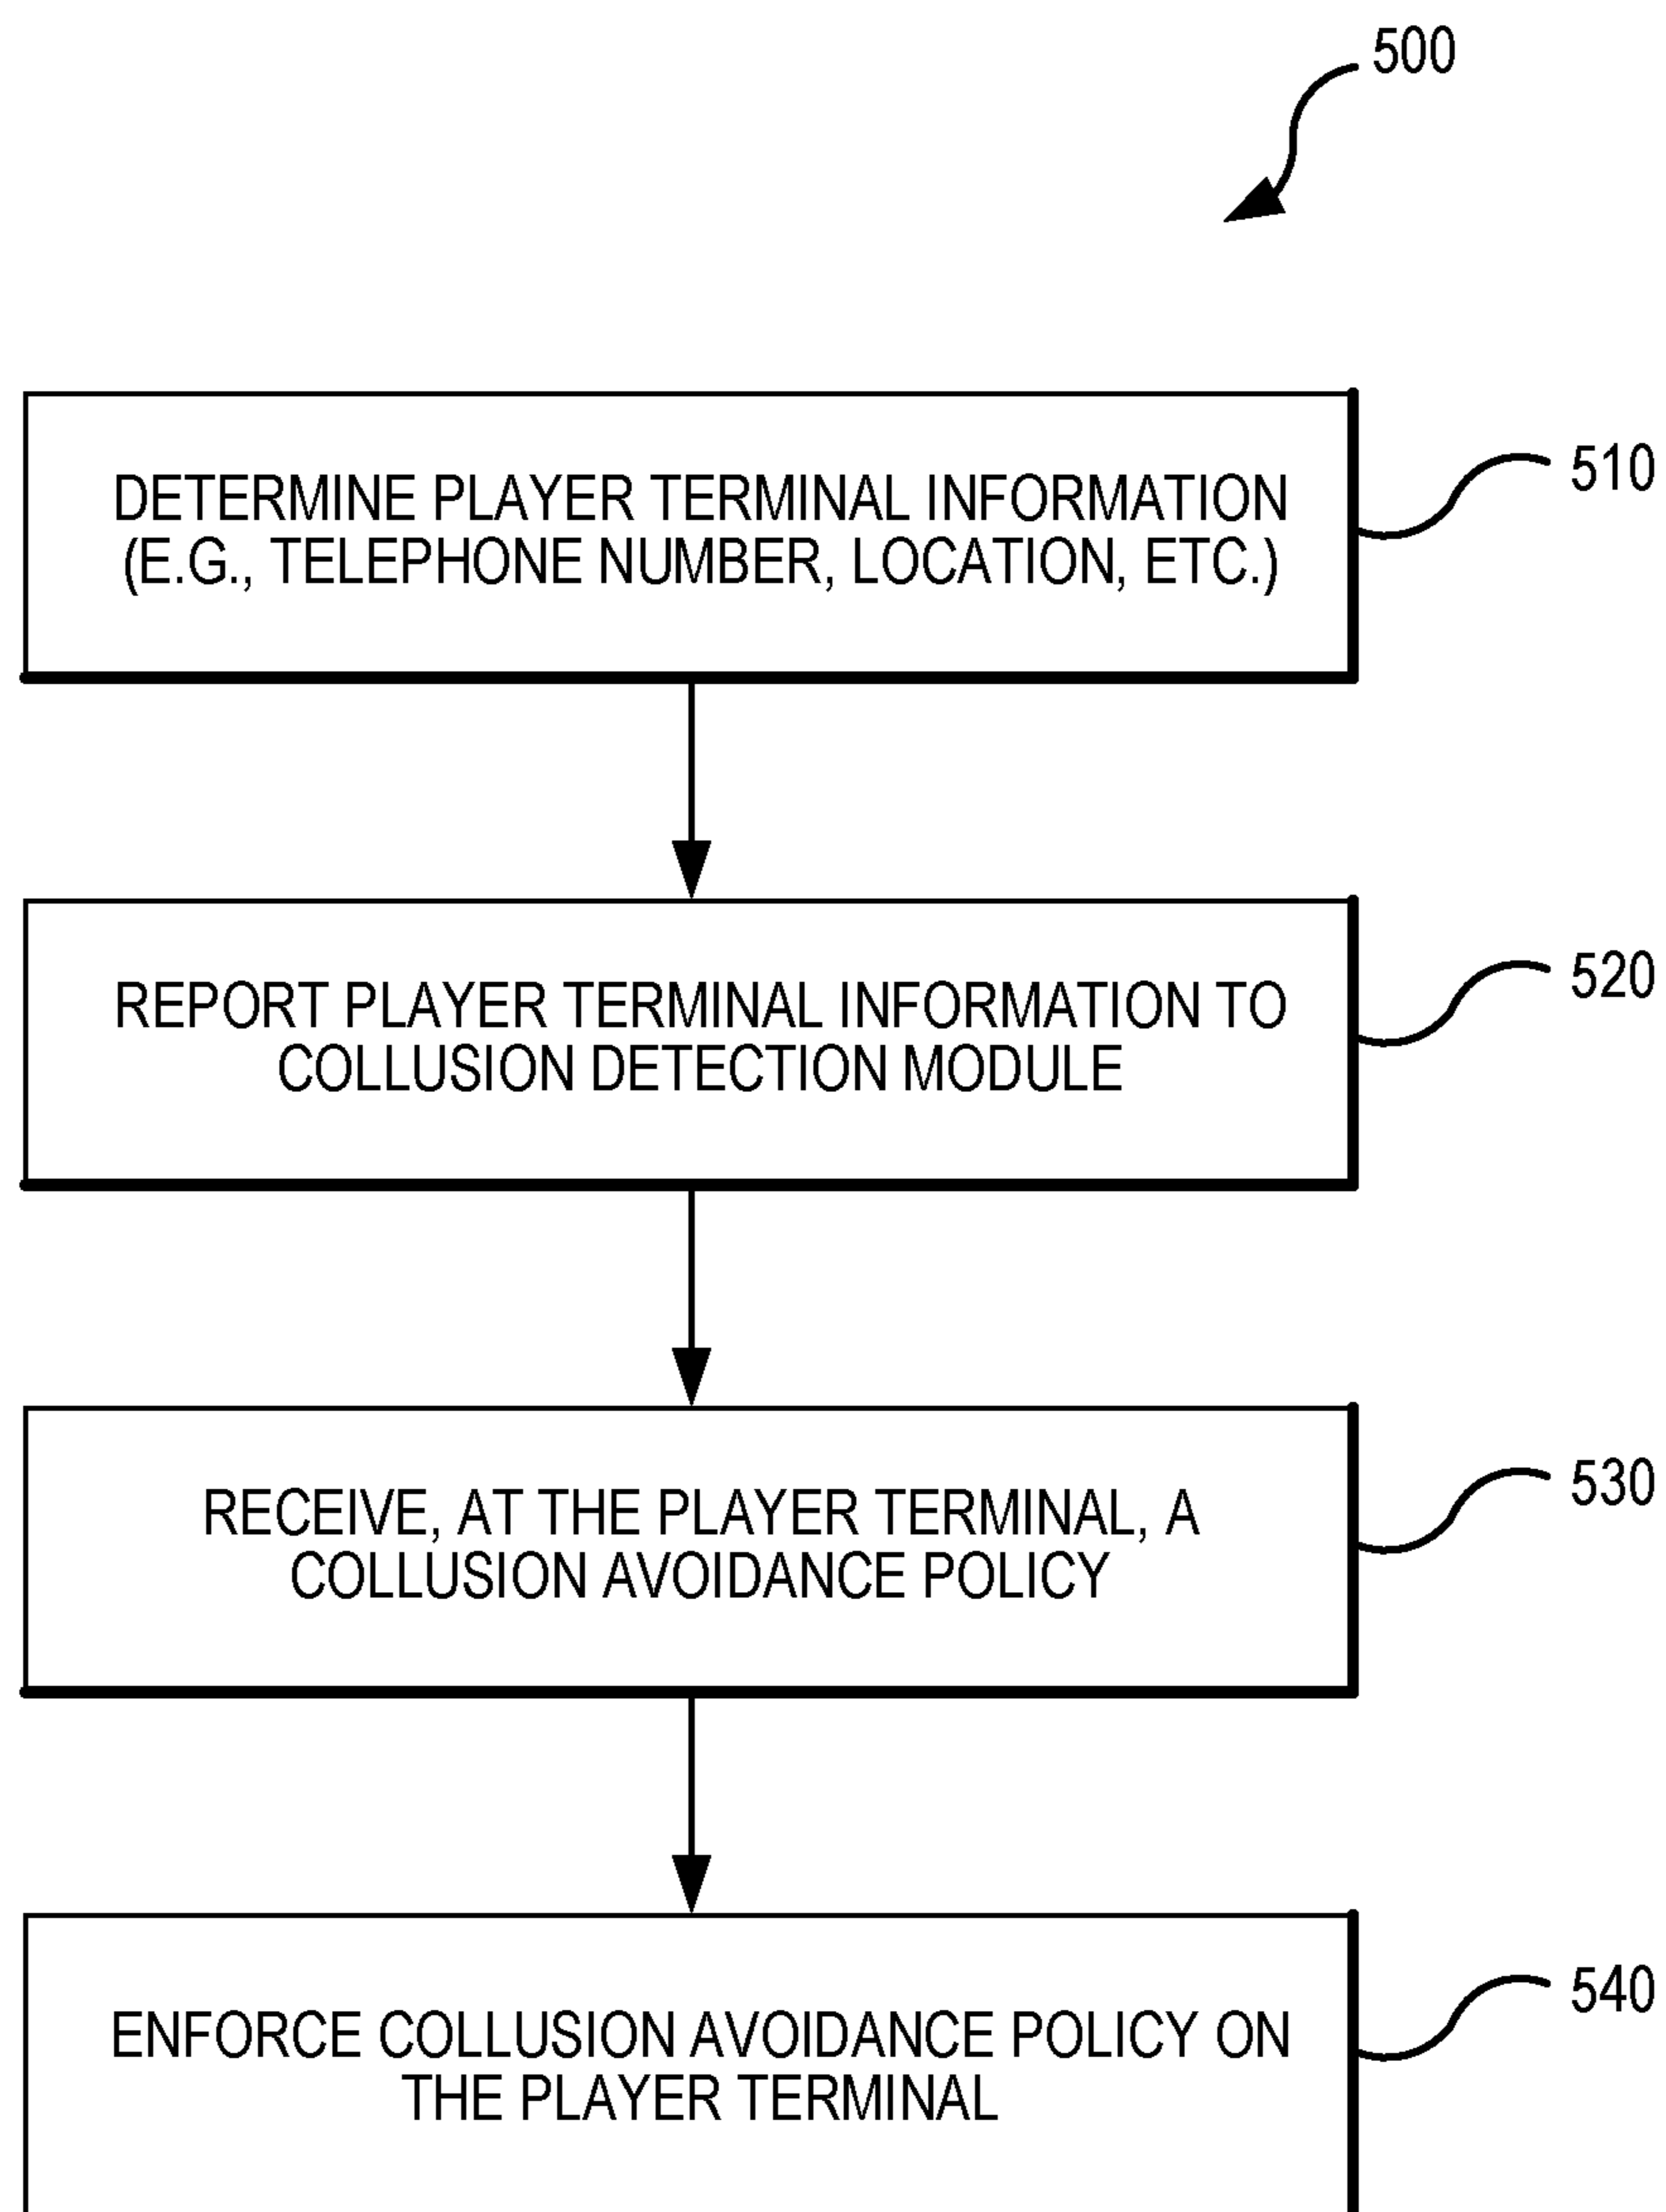 500
DETERMINE PLAYER TERMINAL INFORMATION
(E.G., TELEPHONE NUMBER, LOCATION, ETC.)
510
REPORT PLAYER TERMINAL INFORMATION TO
COLLUSION DETECTION MODULE
520
RECEIVE, AT THE PLAYER TERMINAL, A
COLLUSION AVOIDANCE POLICY
530
ENFORCE COLLUSION AVOIDANCE POLICY ON
THE PLAYER TERMINAL
540